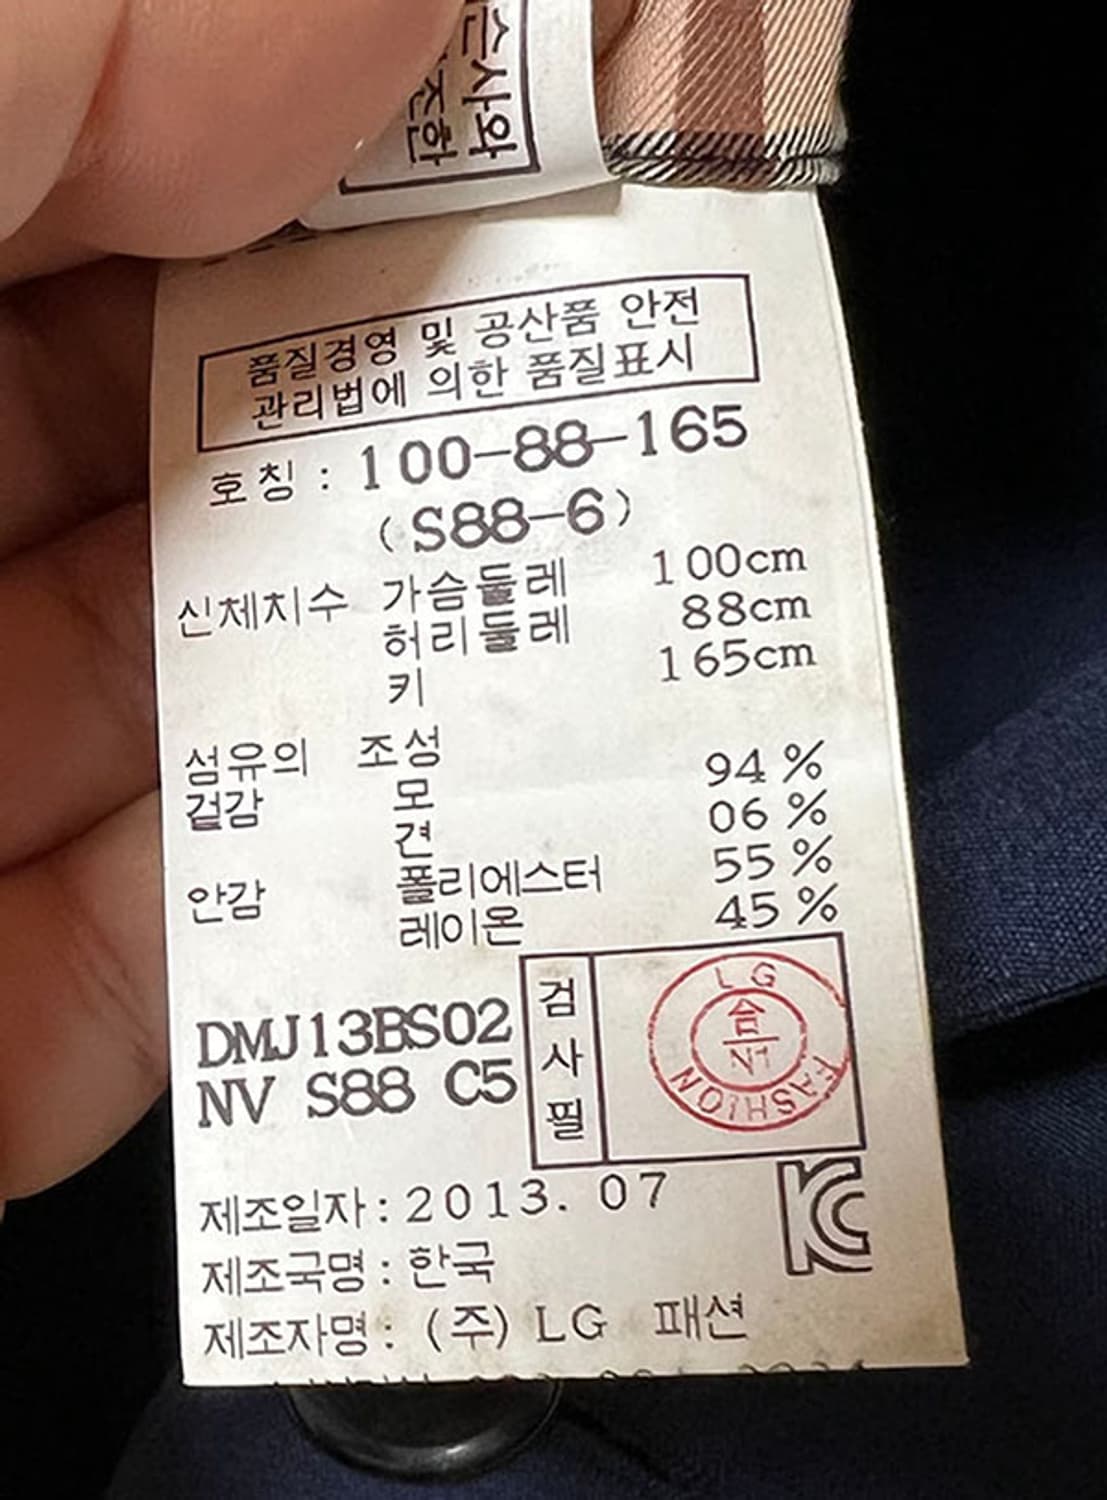 손사와
한
품질경영 및 공산품 안전
관리법에 의한 품질표시
호칭 : 100-88-165
(S88-6)
신체치수 가슴둘레 100cm
허리둘레 88cm
키 165cm
섬유의 조성
겉감 모 94 %
견 06 %
안감 폴리에스터 55 %
레이온 45 %
DMJ13BS02
NV S88 C5
검사필
LG
FASHION
제조일자: 2013. 07
제조국명: 한국
제조자명: (주) LG 패션
KC